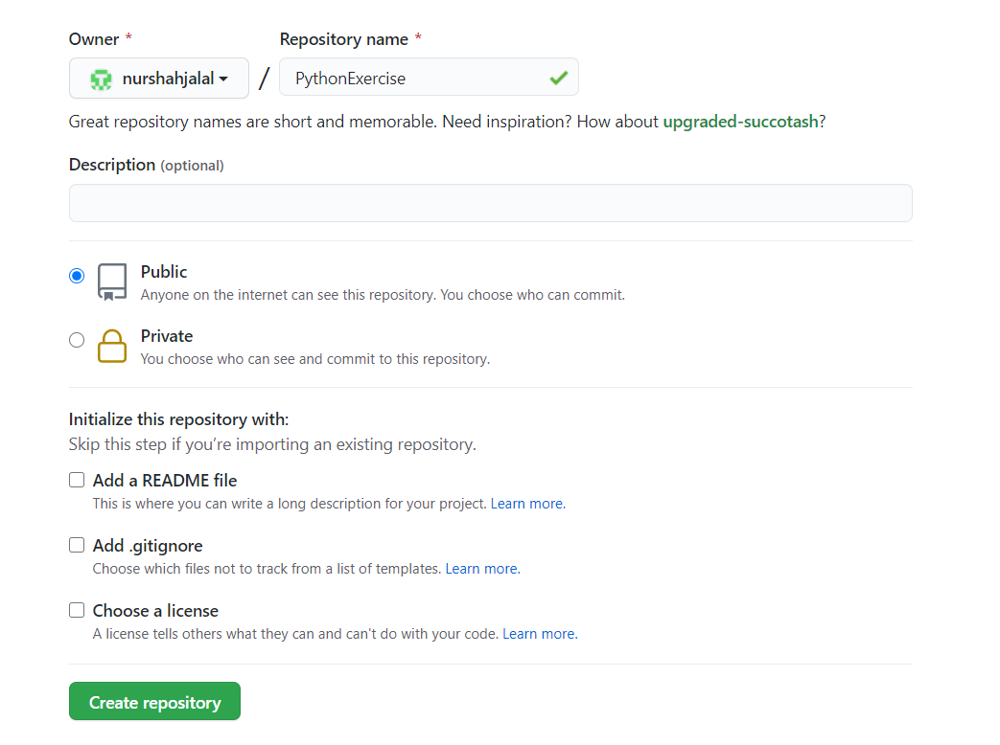 Owner * Repository name *
nurshahjalal / PythonExercise
Great repository names are short and memorable. Need inspiration? How about upgraded-succotash?
Description (optional)
Public
Anyone on the internet can see this repository. You choose who can commit.
Private
You choose who can see and commit to this repository.
Initialize this repository with:
Skip this step if you’re importing an existing repository.
Add a README file
This is where you can write a long description for your project. Learn more.
Add .gitignore
Choose which files not to track from a list of templates. Learn more.
Choose a license
A license tells others what they can and can't do with your code. Learn more.
Create repository